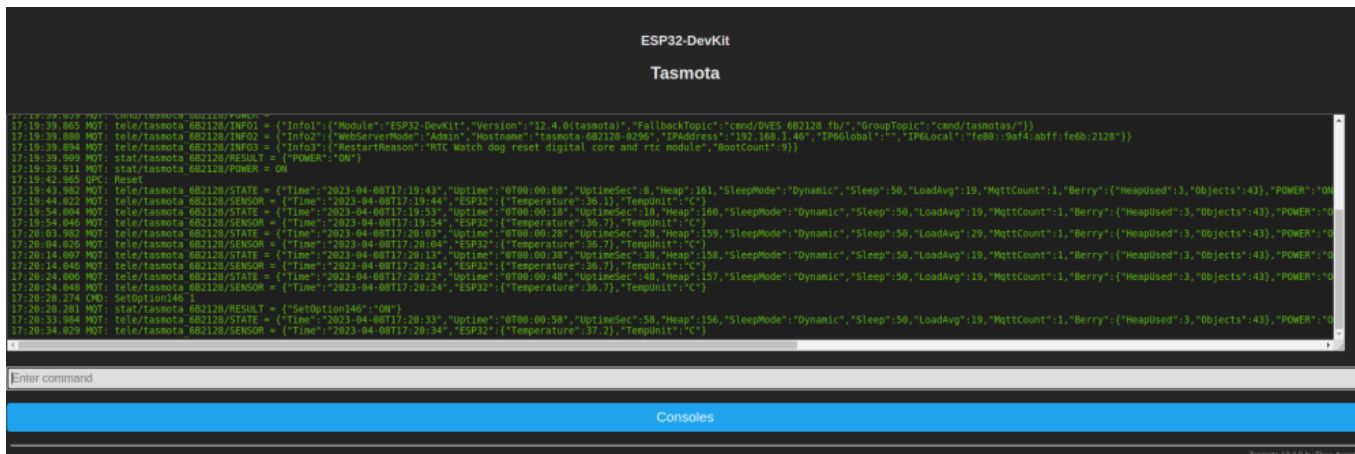 ESP32-DevKit
Tasmota
17:19:39.859 MQT: cmnd/tasmota_6B2128/POWER =
17:19:39.865 MQT: tele/tasmota_6B2128/INFO1 = {"Info1":{"Module":"ESP32-DevKit","Version":"12.4.0(tasmota)","FallbackTopic":"cmnd/DVES_6B2128_fb/","GroupTopic":"cmnd/tasmotas/"}}
17:19:39.880 MQT: tele/tasmota_6B2128/INFO2 = {"Info2":{"WebServerMode":"Admin","Hostname":"tasmota-6B2128-0296","IPAddress":"192.168.1.46","IP6Global":"","IP6Local":"fe80::9af4:abff:fe6b:2128"}}
17:19:39.894 MQT: tele/tasmota_6B2128/INFO3 = {"Info3":{"RestartReason":"RTC Watch dog reset digital core and rtc module","BootCount":9}}
17:19:39.909 MQT: stat/tasmota_6B2128/RESULT = {"POWER":"ON"}
17:19:39.911 MQT: stat/tasmota_6B2128/POWER = ON
17:19:42.965 QPC: Reset
17:19:43.982 MQT: tele/tasmota_6B2128/STATE = {"Time":"2023-04-08T17:19:43","Uptime":"0T00:00:08","UptimeSec":8,"Heap":161,"SleepMode":"Dynamic","Sleep":50,"LoadAvg":19,"MqttCount":1,"Berry":{"HeapUsed":3,"Objects":43},"POWER":"ON
17:19:44.022 MQT: tele/tasmota_6B2128/SENSOR = {"Time":"2023-04-08T17:19:44","ESP32":{"Temperature":36.1},"TempUnit":"C"}
17:19:54.004 MQT: tele/tasmota_6B2128/STATE = {"Time":"2023-04-08T17:19:53","Uptime":"0T00:00:18","UptimeSec":18,"Heap":160,"SleepMode":"Dynamic","Sleep":50,"LoadAvg":19,"MqttCount":1,"Berry":{"HeapUsed":3,"Objects":43},"POWER":"O
17:19:54.046 MQT: tele/tasmota_6B2128/SENSOR = {"Time":"2023-04-08T17:19:54","ESP32":{"Temperature":36.7},"TempUnit":"C"}
17:20:03.982 MQT: tele/tasmota_6B2128/STATE = {"Time":"2023-04-08T17:20:03","Uptime":"0T00:00:28","UptimeSec":28,"Heap":159,"SleepMode":"Dynamic","Sleep":50,"LoadAvg":29,"MqttCount":1,"Berry":{"HeapUsed":3,"Objects":43},"POWER":"O
17:20:04.026 MQT: tele/tasmota_6B2128/SENSOR = {"Time":"2023-04-08T17:20:04","ESP32":{"Temperature":36.7},"TempUnit":"C"}
17:20:14.007 MQT: tele/tasmota_6B2128/STATE = {"Time":"2023-04-08T17:20:13","Uptime":"0T00:00:38","UptimeSec":38,"Heap":158,"SleepMode":"Dynamic","Sleep":50,"LoadAvg":19,"MqttCount":1,"Berry":{"HeapUsed":3,"Objects":43},"POWER":"O
17:20:14.046 MQT: tele/tasmota_6B2128/SENSOR = {"Time":"2023-04-08T17:20:14","ESP32":{"Temperature":36.7},"TempUnit":"C"}
17:20:24.006 MQT: tele/tasmota_6B2128/STATE = {"Time":"2023-04-08T17:20:23","Uptime":"0T00:00:48","UptimeSec":48,"Heap":157,"SleepMode":"Dynamic","Sleep":50,"LoadAvg":19,"MqttCount":1,"Berry":{"HeapUsed":3,"Objects":43},"POWER":"O
17:20:24.048 MQT: tele/tasmota_6B2128/SENSOR = {"Time":"2023-04-08T17:20:24","ESP32":{"Temperature":36.7},"TempUnit":"C"}
17:20:28.274 CMD: SetOption146 1
17:20:28.281 MQT: stat/tasmota_6B2128/RESULT = {"SetOption146":"ON"}
17:20:33.984 MQT: tele/tasmota_6B2128/STATE = {"Time":"2023-04-08T17:20:33","Uptime":"0T00:00:58","UptimeSec":58,"Heap":156,"SleepMode":"Dynamic","Sleep":50,"LoadAvg":19,"MqttCount":1,"Berry":{"HeapUsed":3,"Objects":43},"POWER":"O
17:20:34.029 MQT: tele/tasmota_6B2128/SENSOR = {"Time":"2023-04-08T17:20:34","ESP32":{"Temperature":37.2},"TempUnit":"C"}
Enter command
Consoles